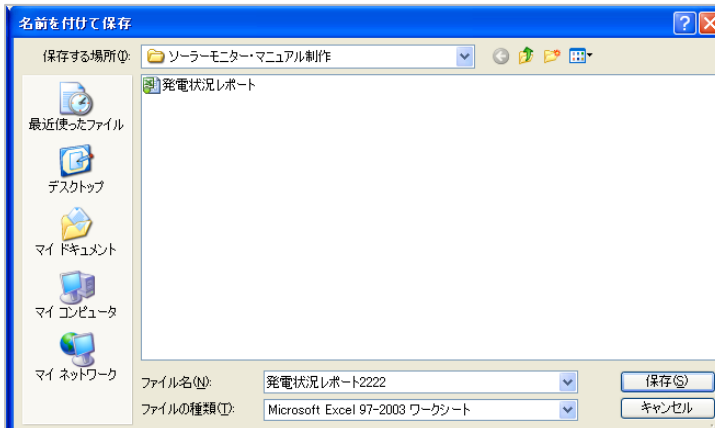 名前を付けて保存
保存する場所(I):
ソーラーモニター・マニュアル制作
発電状況レポート
最近使ったファイル
デスクトップ
マイ ドキュメント
マイ コンピュータ
マイ ネットワーク
ファイル名(N):
発電状況レポート2222
保存(S)
ファイルの種類(T):
Microsoft Excel 97-2003 ワークシート
キャンセル